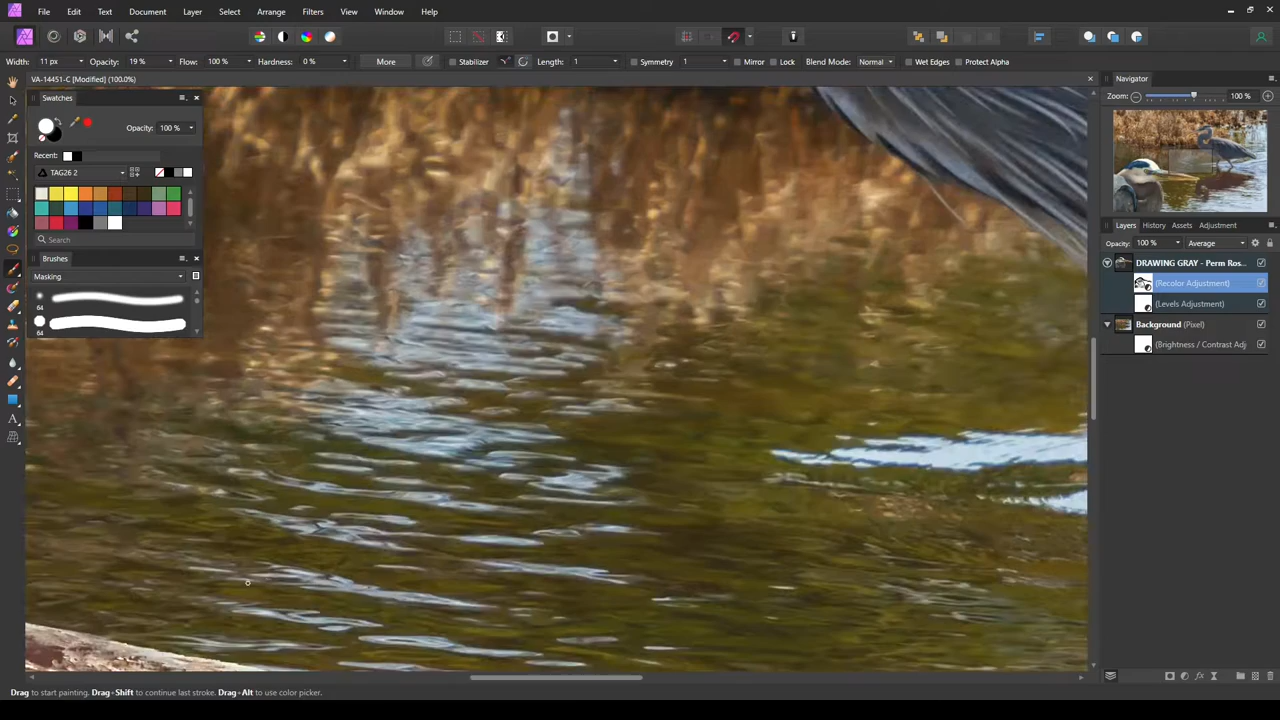 File Edit Text Document Layer Select Arrange Filters View Window Help
Width: 11 px Opacity: 19 % Flow: 100 % Hardness: 0 % More Stabilizer Length: 1 Symmetry 1 Mirror Lock Blend Mode: Normal Wet Edges Protect Alpha
VA-14451-C [Modified] (100.0%)
Navigator
Zoom: 100 %
Swatches
Opacity: 100 %
Recent:
TAG26 2
Search
Brushes
Masking
64
64
Layers History Assets Adjustment
Opacity: 100 % Average
DRAWING GRAY - Perm Ros...
(Recolor Adjustment)
(Levels Adjustment)
Background (Pixel)
(Brightness / Contrast Adj
Drag to start painting. Drag+Shift to continue last stroke. Drag+Alt to use color picker.